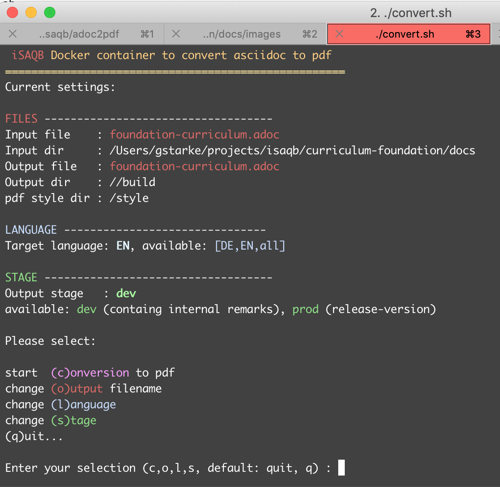 2. ./convert.sh
..saqb/adoc2pdf ⌘1
..n/docs/images ⌘2
./convert.sh ⌘3
iSAQB Docker container to convert asciidoc to pdf
====================================================
Current settings:
FILES -----------------------------------
Input file    : foundation-curriculum.adoc
Input dir     : /Users/gstarke/projects/isaqb/curriculum-foundation/docs
Output file   : foundation-curriculum.adoc
Output dir    : //build
pdf style dir : /style
LANGUAGE -------------------------------
Target language: EN, available: [DE,EN,all]
STAGE -----------------------------------
Output stage   : dev
available: dev (containg internal remarks), prod (release-version)
Please select:
start  (c)onversion to pdf
change (o)utput filename
change (l)anguage
change (s)tage
(q)uit...
Enter your selection (c,o,l,s, default: quit, q) :